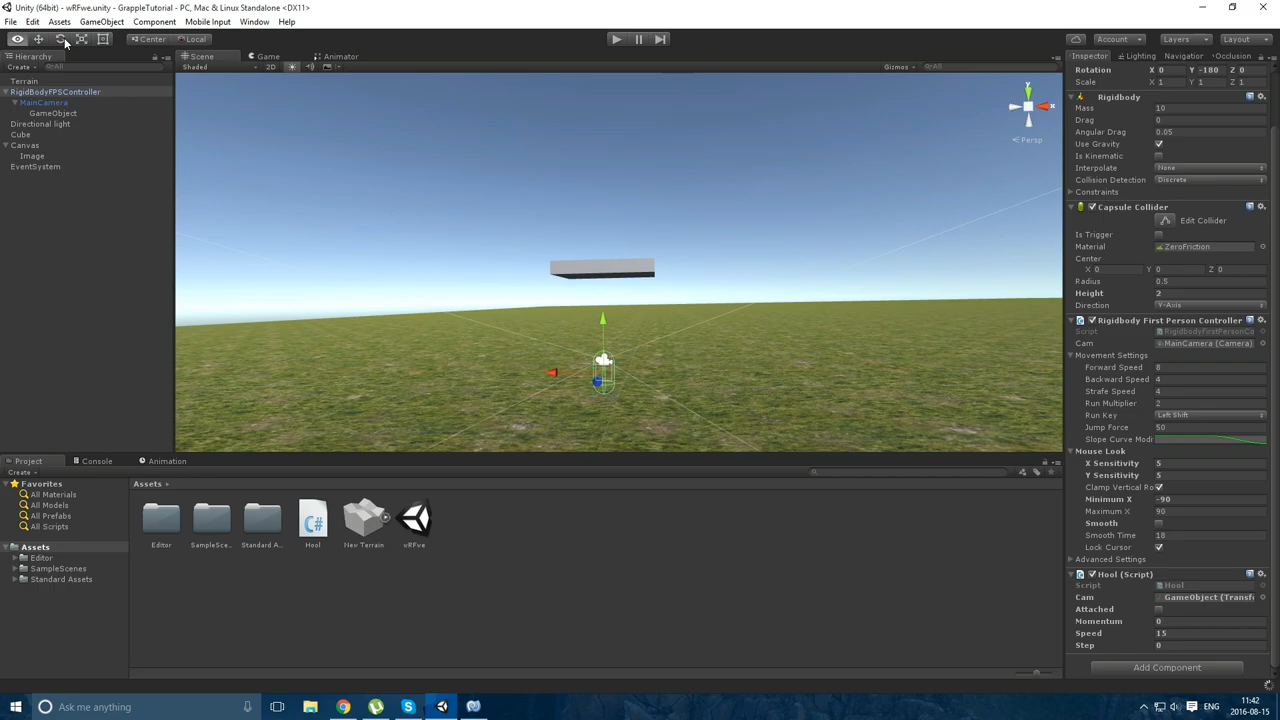 Unity (64bit) - wRFwe.unity - GrappleTutorial - PC, Mac & Linux Standalone <DX11>
File Edit Assets GameObject Component Mobile Input Window Help
Center Local Account Layers Layout
Hierarchy Scene Game Animator Inspector Lighting Navigator Occlusion
Create All Shaded 2D Gizmos All
Rotation X 0 Y -180 Z 0
Scale X 1 Y 1 Z 1
Terrain
RigidBodyFPSController
MainCamera
GameObject
Directional light
Cube
Canvas
Image
EventSystem
y
x
Persp
Rigidbody
Mass 10
Drag 0
Angular Drag 0.05
Use Gravity
Is Kinematic
Interpolate None
Collision Detection Discrete
Constraints
Capsule Collider
Edit Collider
Is Trigger
Material ZeroFriction
Center
X 0 Y 0 Z 0
Radius 0.5
Height 2
Direction Y-Axis
Rigidbody First Person Controller
Script RigidbodyFirstPersonCo
Cam MainCamera (Camera)
Movement Settings
Forward Speed 8
Backward Speed 4
Strafe Speed 4
Run Multiplier 2
Run Key Left Shift
Jump Force 50
Slope Curve Modi
Mouse Look
X Sensitivity 5
Y Sensitivity 5
Clamp Vertical Ro
Minimum X -90
Maximum X 90
Smooth
Smooth Time 18
Lock Cursor
Advanced Settings
Hool (Script)
Script Hool
Cam GameObject (Transfo
Attached
Momentum 0
Speed 15
Step 0
Add Component
Project Console Animation
Create
Favorites
All Materials
All Models
All Prefabs
All Scripts
Assets
Editor
SampleScenes
Standard Assets
Assets
C#
Editor SampleSce... Standard A... Hool New Terrain wRFve
Ask me anything
ENG
11:42
2016-08-15